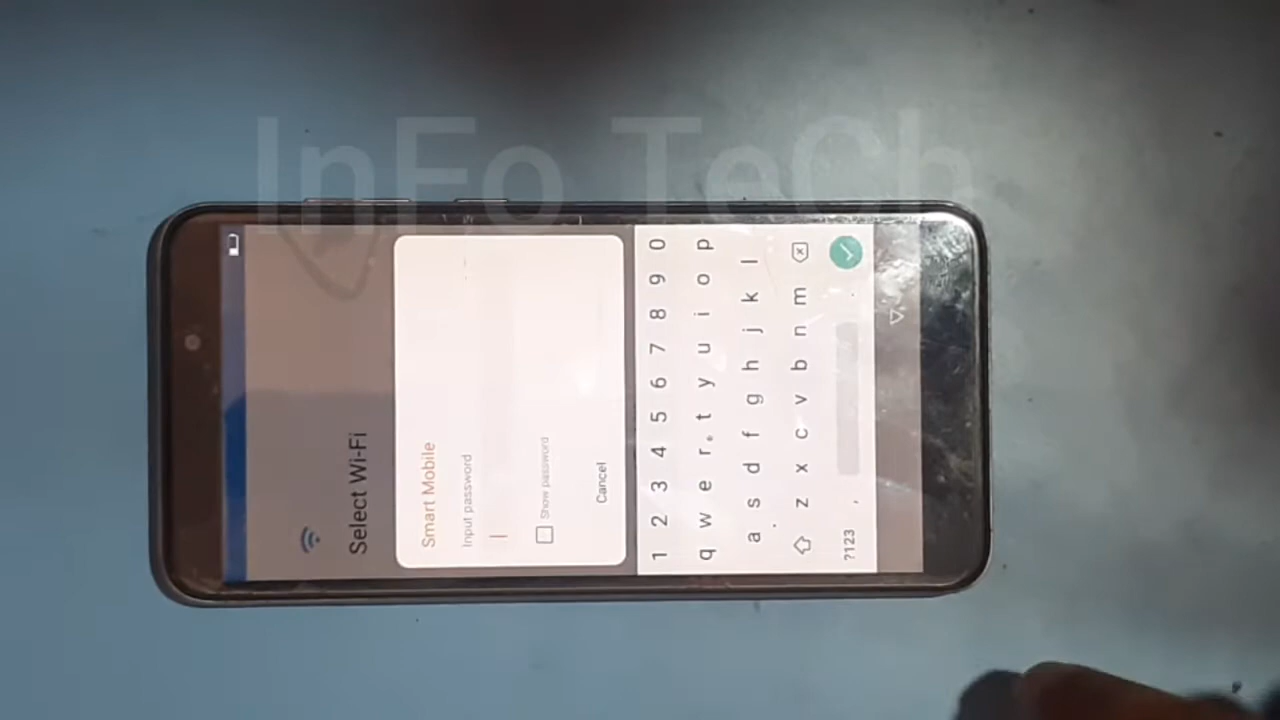 InFo TeCh
Select Wi-Fi
Smart Mobile
Input password
Show password
Cancel
1 2 3 4 5 6 7 8 9 0
q w e r t y u i o p
a s d f g h j k l
z x c v b n m
?123 , .